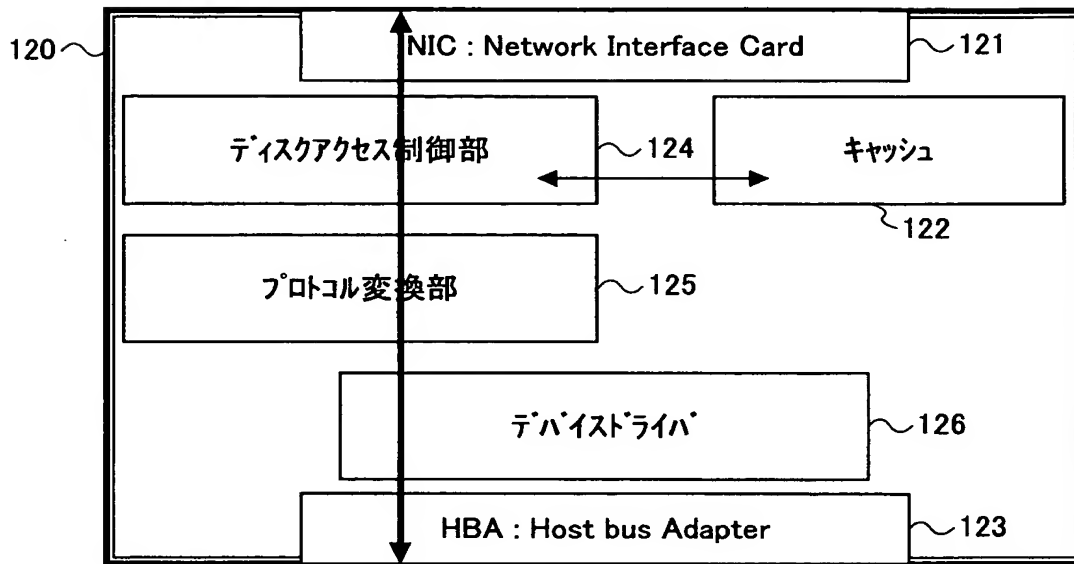 120
NIC : Network Interface Card
121
ディスクアクセス制御部
124
キャッシュ
122
プロトコル変換部
125
デバイスドライバ
126
HBA : Host bus Adapter
123